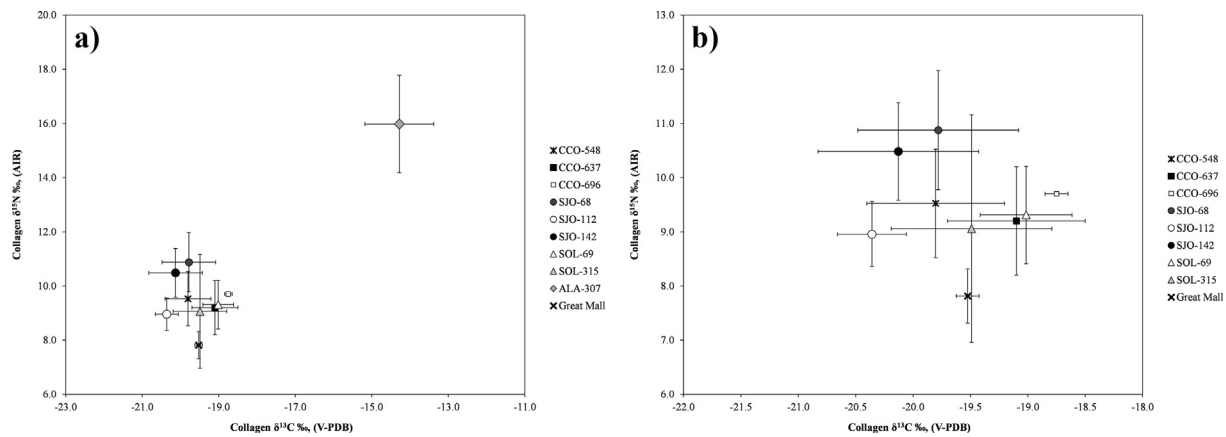 a)
20.0
18.0
16.0
14.0
12.0
10.0
8.0
6.0
Collagen δ¹⁵N ‰, (AIR)
-23.0 -21.0 -19.0 -17.0 -15.0 -13.0 -11.0
Collagen δ¹³C ‰, (V-PDB)
CCO-548
CCO-637
CCO-696
SJO-68
SJO-112
SJO-142
SOL-69
SOL-315
ALA-307
Great Mall
b)
13.0
12.0
11.0
10.0
9.0
8.0
7.0
6.0
Collagen δ¹⁵N ‰, (AIR)
-22.0 -21.5 -21.0 -20.5 -20.0 -19.5 -19.0 -18.5 -18.0
Collagen δ¹³C ‰, (V-PDB)
CCO-548
CCO-637
CCO-696
SJO-68
SJO-112
SJO-142
SOL-69
SOL-315
Great Mall